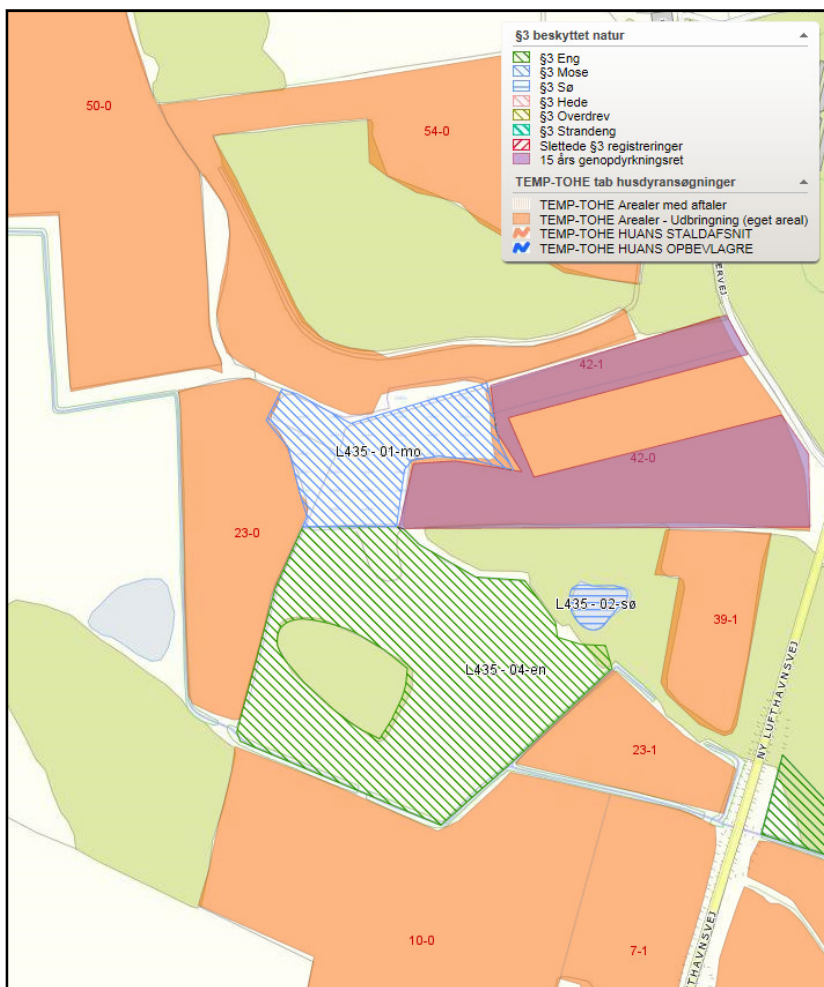 §3 beskyttet natur
§3 Eng
§3 Mose
§3 Sø
§3 Hede
§3 Overdrev
§3 Strandeng
Slettede §3 registreringer
15 års genopdyrkningsret
TEMP-TOHE tab husdyransøgninger
TEMP-TOHE Arealer med aftaler
TEMP-TOHE Arealer - Udbringning (eget areal)
TEMP-TOHE HUANS STALDAFSNIT
TEMP-TOHE HUANS OPBEVLAGRE
50-0
54-0
ERVEJ
42-1
L435 - 01-mo
42-0
23-0
L435 - 02-sø
39-1
L435 - 04-en
NY LUFTHAVNSVEJ
23-1
10-0
7-1
THAVNSVEJ